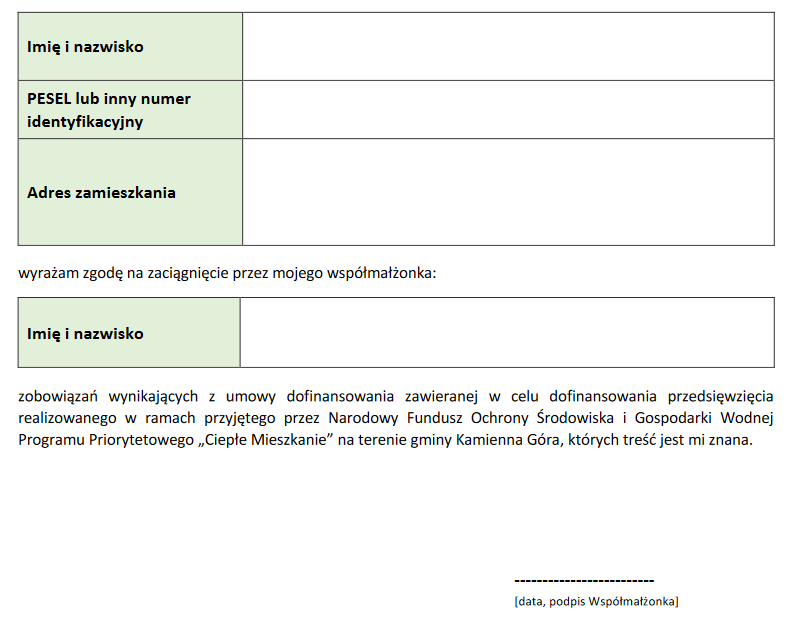 Imię i nazwisko
PESEL lub inny numer
identyfikacyjny
Adres zamieszkania
wyrażam zgodę na zaciągnięcie przez mojego współmałżonka:
Imię i nazwisko
zobowiązań wynikających z umowy dofinansowania zawieranej w celu dofinansowania przedsięwzięcia
realizowanego w ramach przyjętego przez Narodowy Fundusz Ochrony Środowiska i Gospodarki Wodnej
Programu Priorytetowego „Ciepłe Mieszkanie” na terenie gminy Kamienna Góra, których treść jest mi znana.
-------------------------
[data, podpis Współmałżonka]